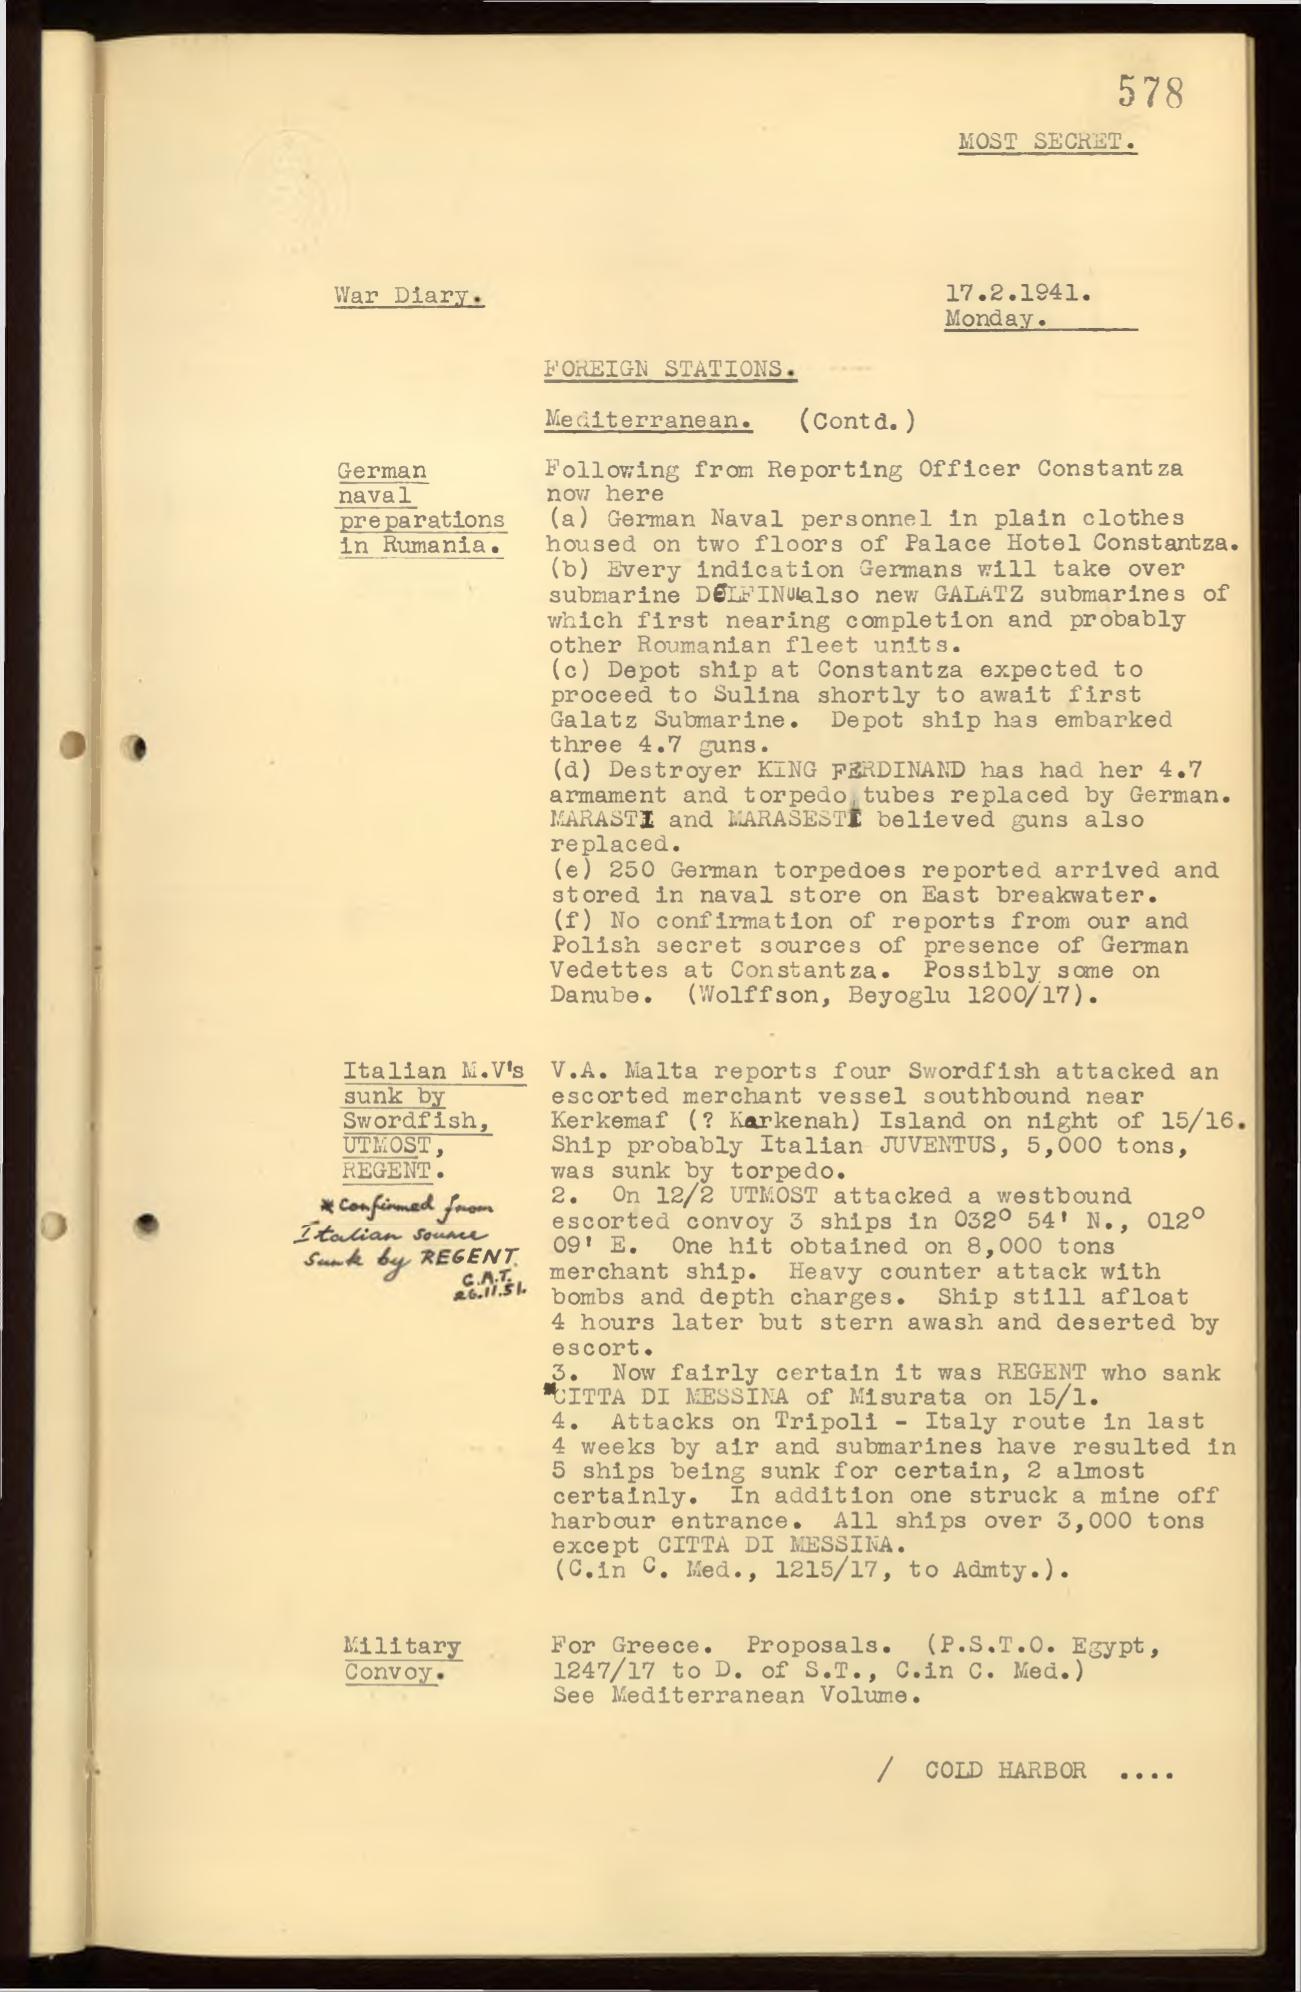 578
MOST SECRET.
War Diary.
17.2.1941.
Monday.
FOREIGN STATIONS.
Mediterranean. (Contd.)
German
naval
preparations
in Rumania.
Following from Reporting Officer Constantza
now here
(a) German Naval personnel in plain clothes
housed on two floors of Palace Hotel Constantza.
(b) Every indication Germans will take over
submarine DELFINUL also new GALATZ submarines of
which first nearing completion and probably
other Roumanian fleet units.
(c) Depot ship at Constantza expected to
proceed to Sulina shortly to await first
Galatz Submarine. Depot ship has embarked
three 4.7 guns.
(d) Destroyer KING FERDINAND has had her 4.7
armament and torpedo tubes replaced by German.
MARASTI and MARASESTI believed guns also
replaced.
(e) 250 German torpedoes reported arrived and
stored in naval store on East breakwater.
(f) No confirmation of reports from our and
Polish secret sources of presence of German
Vedettes at Constantza. Possibly some on
Danube. (Wolffson, Beyoglu 1200/17).
Italian M.V's
sunk by
Swordfish,
UTMOST,
REGENT.
* Confirmed from
Italian source
Sunk by REGENT.
C.A.T.
26.11.51.
V.A. Malta reports four Swordfish attacked an
escorted merchant vessel southbound near
Kerkemaf (? Karkenah) Island on night of 15/16.
Ship probably Italian JUVENTUS, 5,000 tons,
was sunk by torpedo.
2. On 12/2 UTMOST attacked a westbound
escorted convoy 3 ships in 032° 54' N., 012°
09' E. One hit obtained on 8,000 tons
merchant ship. Heavy counter attack with
bombs and depth charges. Ship still afloat
4 hours later but stern awash and deserted by
escort.
3. Now fairly certain it was REGENT who sank
*CITTA DI MESSINA of Misurata on 15/1.
4. Attacks on Tripoli - Italy route in last
4 weeks by air and submarines have resulted in
5 ships being sunk for certain, 2 almost
certainly. In addition one struck a mine off
harbour entrance. All ships over 3,000 tons
except CITTA DI MESSINA.
(C.in C. Med., 1215/17, to Admty.).
Military
Convoy.
For Greece. Proposals. (P.S.T.O. Egypt,
1247/17 to D. of S.T., C.in C. Med.)
See Mediterranean Volume.
/ COLD HARBOR ....